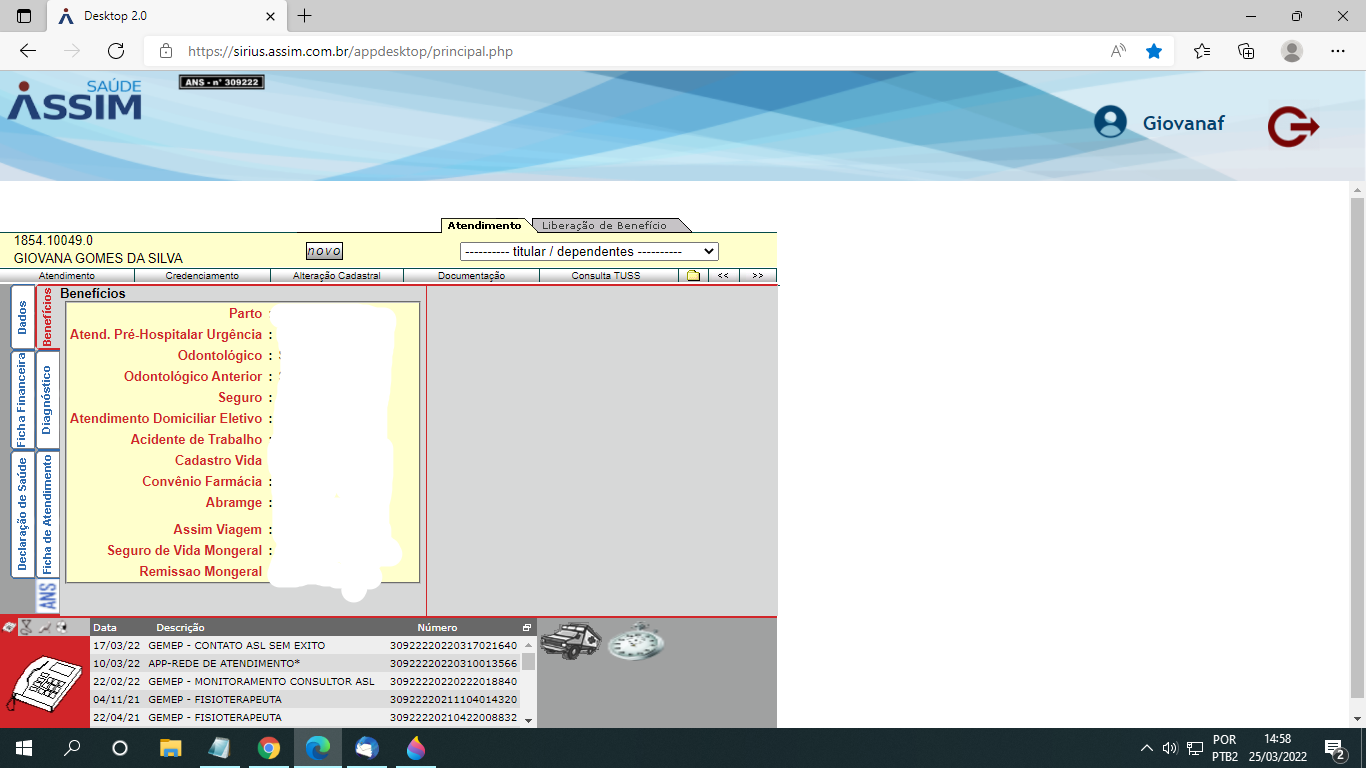 Desktop 2.0
https://sirius.assim.com.br/appdesktop/principal.php
SAÚDE
ASSIM
ANS - nº 309222
Giovanaf
Atendimento Liberação de Benefício
1854.10049.0
GIOVANA GOMES DA SILVA
novo
---------- titular / dependentes ----------
Atendimento Credenciamento Alteração Cadastral Documentação Consulta TUSS << >>
Dados
Benefícios
Ficha Financeira
Diagnóstico
Declaração de Saúde
Ficha de Atendimento
ANS
Benefícios
Parto :
Atend. Pré-Hospitalar Urgência :
Odontológico :
Odontológico Anterior :
Seguro :
Atendimento Domiciliar Eletivo :
Acidente de Trabalho
Cadastro Vida
Convênio Farmácia :
Abramge :
Assim Viagem :
Seguro de Vida Mongeral :
Remissao Mongeral
Data Descrição Número
17/03/22 GEMEP - CONTATO ASL SEM EXITO 30922220220317021640
10/03/22 APP-REDE DE ATENDIMENTO* 30922220220310013566
22/02/22 GEMEP - MONITORAMENTO CONSULTOR ASL 30922220220222018840
04/11/21 GEMEP - FISIOTERAPEUTA 30922220211104014320
22/04/21 GEMEP - FISIOTERAPEUTA 30922220210422008832
POR
PTB2
14:58
25/03/2022
2